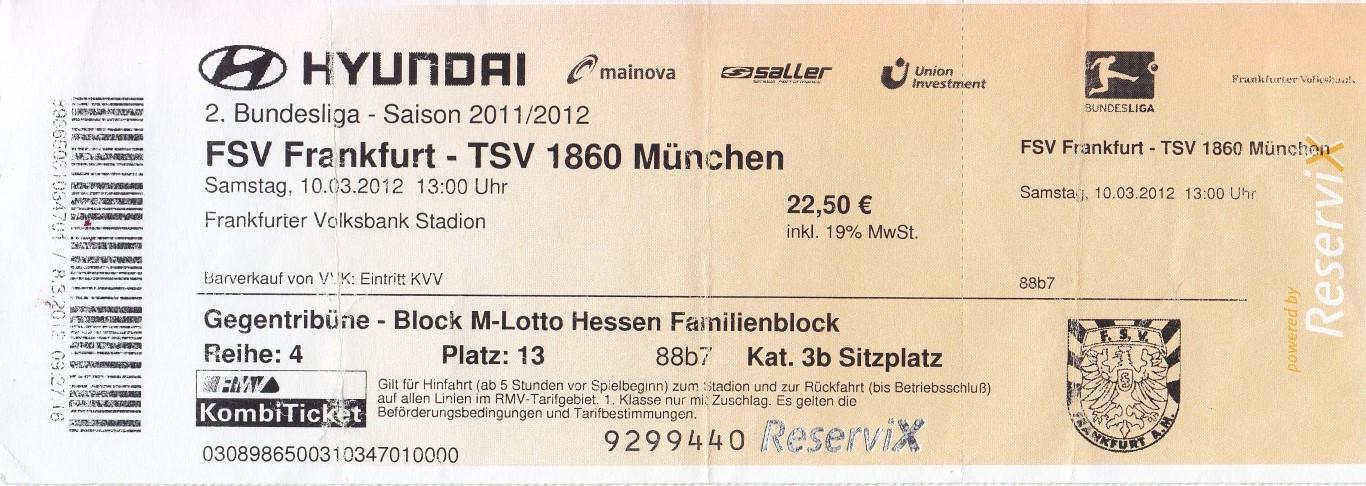 HYUNDAI mainova saller Union Investment
BUNDESLIGA
Frankfurter Volksbank
2. Bundesliga - Saison 2011/2012
FSV Frankfurt - TSV 1860 München
Samstag, 10.03.2012 13:00 Uhr
Frankfurter Volksbank Stadion
22,50 €
inkl. 19% MwSt.
Barverkauf von VVK: Eintritt KVV
FSV Frankfurt - TSV 1860 München
Samstag, 10.03.2012 13:00 Uhr
88b7
powered by ReserviX
Gegentribüne - Block M-Lotto Hessen Familienblock
Reihe: 4 Platz: 13 88b7 Kat. 3b Sitzplatz
RMV
KombiTicket
Gilt für Hinfahrt (ab 5 Stunden vor Spielbeginn) zum Stadion und zur Rückfahrt (bis Betriebsschluß)
auf allen Linien im RMV-Tarifgebiet. 1. Klasse nur mit Zuschlag. Es gelten die
Beförderungsbedingungen und Tarifbestimmungen.
9299440 ReserviX
0308986500310347010000
F.S.V.
FRANKFURT A.M.